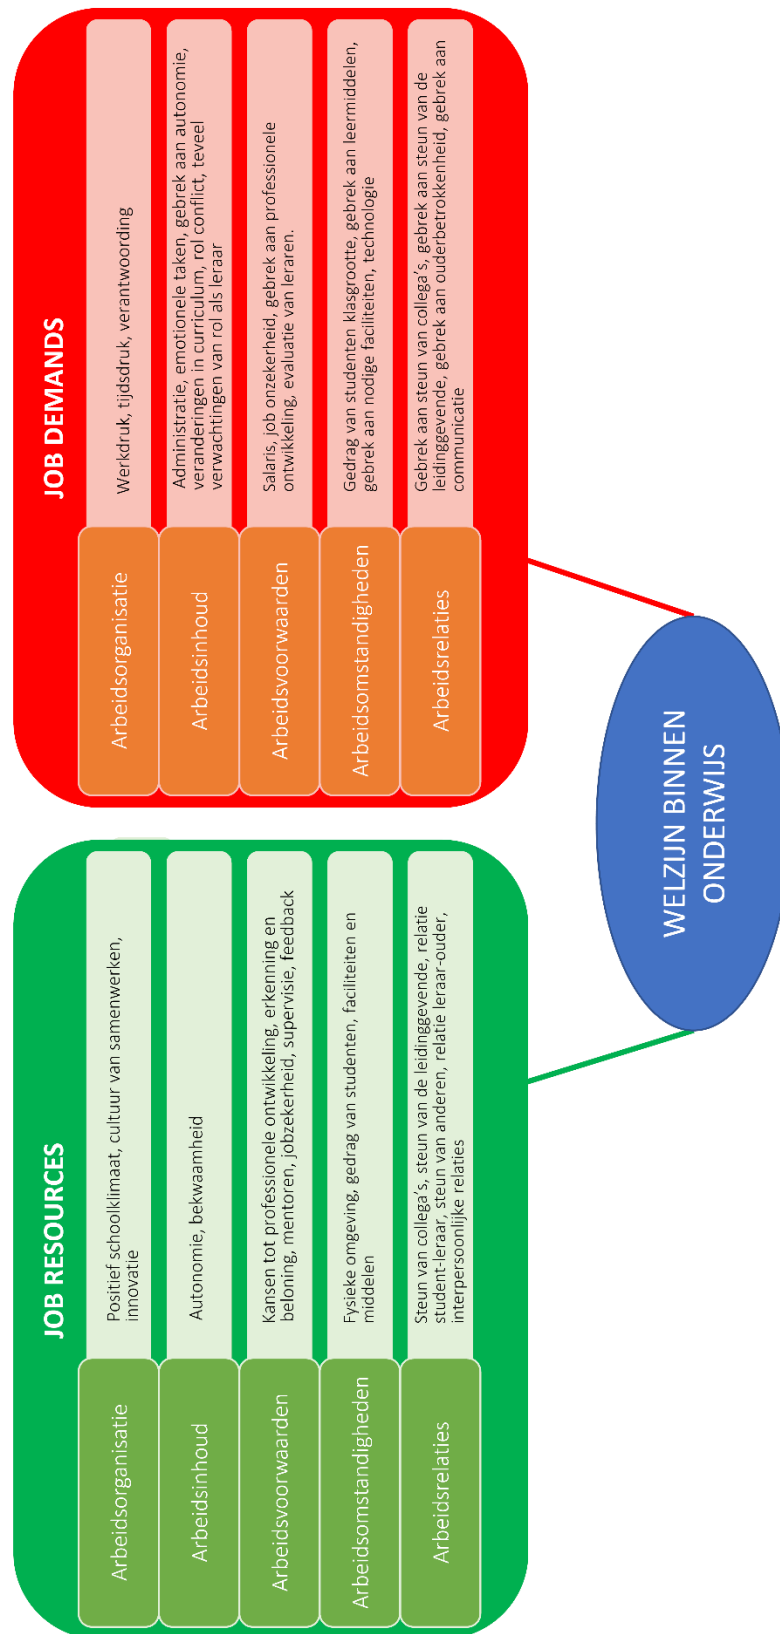 JOB RESOURCES
Arbeidsorganisatie
Positief schoolklimaat, cultuur van samenwerken,
innovatie
Arbeidsinhoud
Autonomie, bekwaamheid
Arbeidsvoorwaarden
Kansen tot professionele ontwikkeling, erkenning en
beloning, mentoren, jobzekerheid, supervisie, feedback
Arbeidsomstandigheden
Fysieke omgeving, gedrag van studenten, faciliteiten en
middelen
Arbeidsrelaties
Steun van collega's, steun van de leidinggevende, relatie
student-leraar, steun van anderen, relatie leraar-ouder,
interpersoonlijke relaties
JOB DEMANDS
Arbeidsorganisatie
Werkdruk, tijdsdruk, verantwoording
Arbeidsinhoud
Administratie, emotionele taken, gebrek aan autonomie,
veranderingen in curriculum, rol conflict, teveel
verwachtingen van rol als leraar
Arbeidsvoorwaarden
Salaris, job onzekerheid, gebrek aan professionele
ontwikkeling, evaluatie van leraren.
Arbeidsomstandigheden
Gedrag van studenten klasgrootte, gebrek aan leermiddelen,
gebrek aan nodige faciliteiten, technologie
Arbeidsrelaties
Gebrek aan steun van collega's, gebrek aan steun van de
leidinggevende, gebrek aan ouderbetrokkenheid, gebrek aan
communicatie
WELZIJN BINNEN
ONDERWIJS